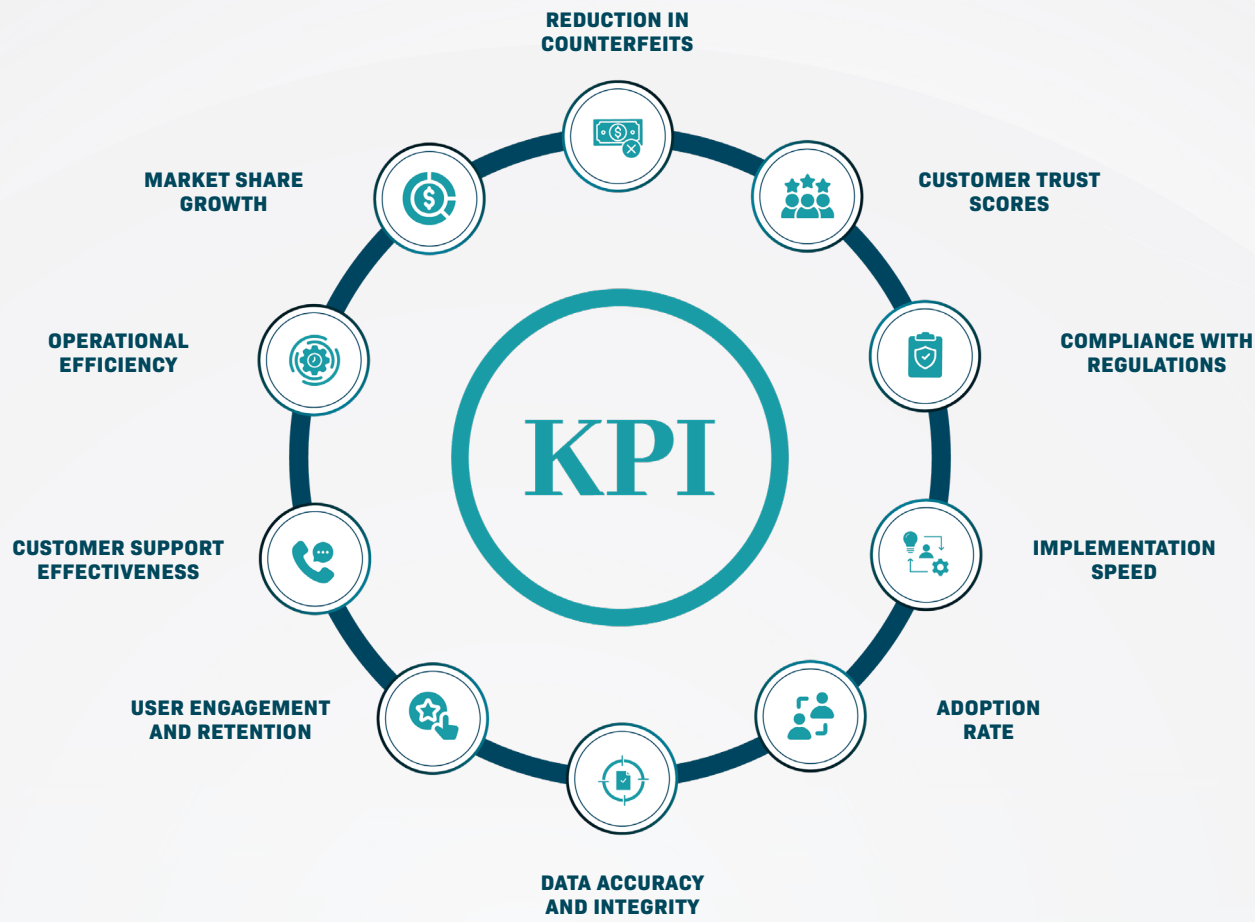 REDUCTION IN
COUNTERFEITS
MARKET SHARE
GROWTH
CUSTOMER TRUST
SCORES
OPERATIONAL
EFFICIENCY
COMPLIANCE WITH
REGULATIONS
KPI
CUSTOMER SUPPORT
EFFECTIVENESS
IMPLEMENTATION
SPEED
USER ENGAGEMENT
AND RETENTION
ADOPTION
RATE
DATA ACCURACY
AND INTEGRITY